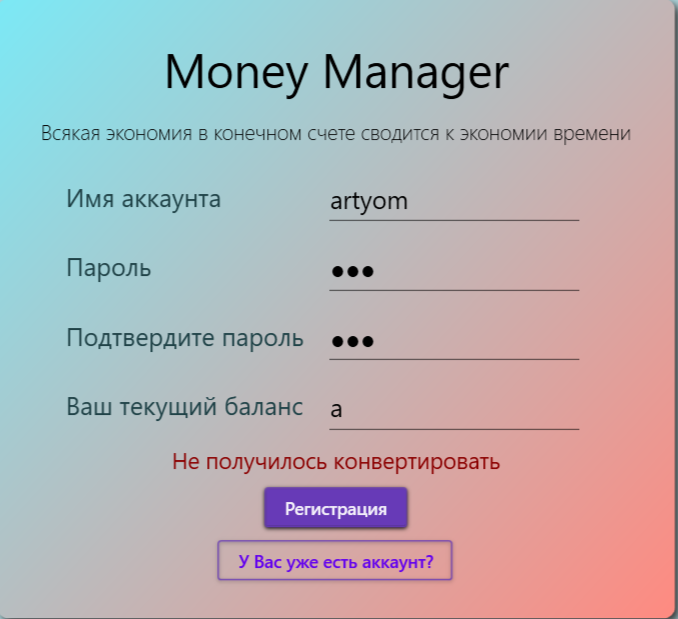 Money Manager
Всякая экономия в конечном счете сводится к экономии времени
Имя аккаунта artyom
Пароль ●●●
Подтвердите пароль ●●●
Ваш текущий баланс a
Не получилось конвертировать
Регистрация
У Вас уже есть аккаунт?